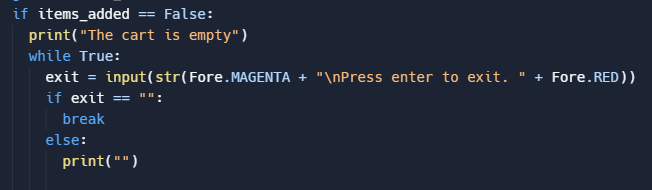 if items_added == False:
print("The cart is empty")
while True:
exit = input(str(Fore.MAGENTA + "\nPress enter to exit. " + Fore.RED))
if exit == "":
break
else:
print("")